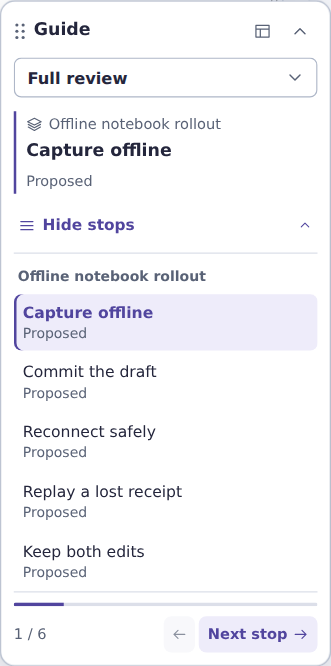 Guide
Full review
Offline notebook rollout
Capture offline
Proposed
Hide stops
Offline notebook rollout
Capture offline
Proposed
Commit the draft
Proposed
Reconnect safely
Proposed
Replay a lost receipt
Proposed
Keep both edits
Proposed
1 / 6
Next stop →